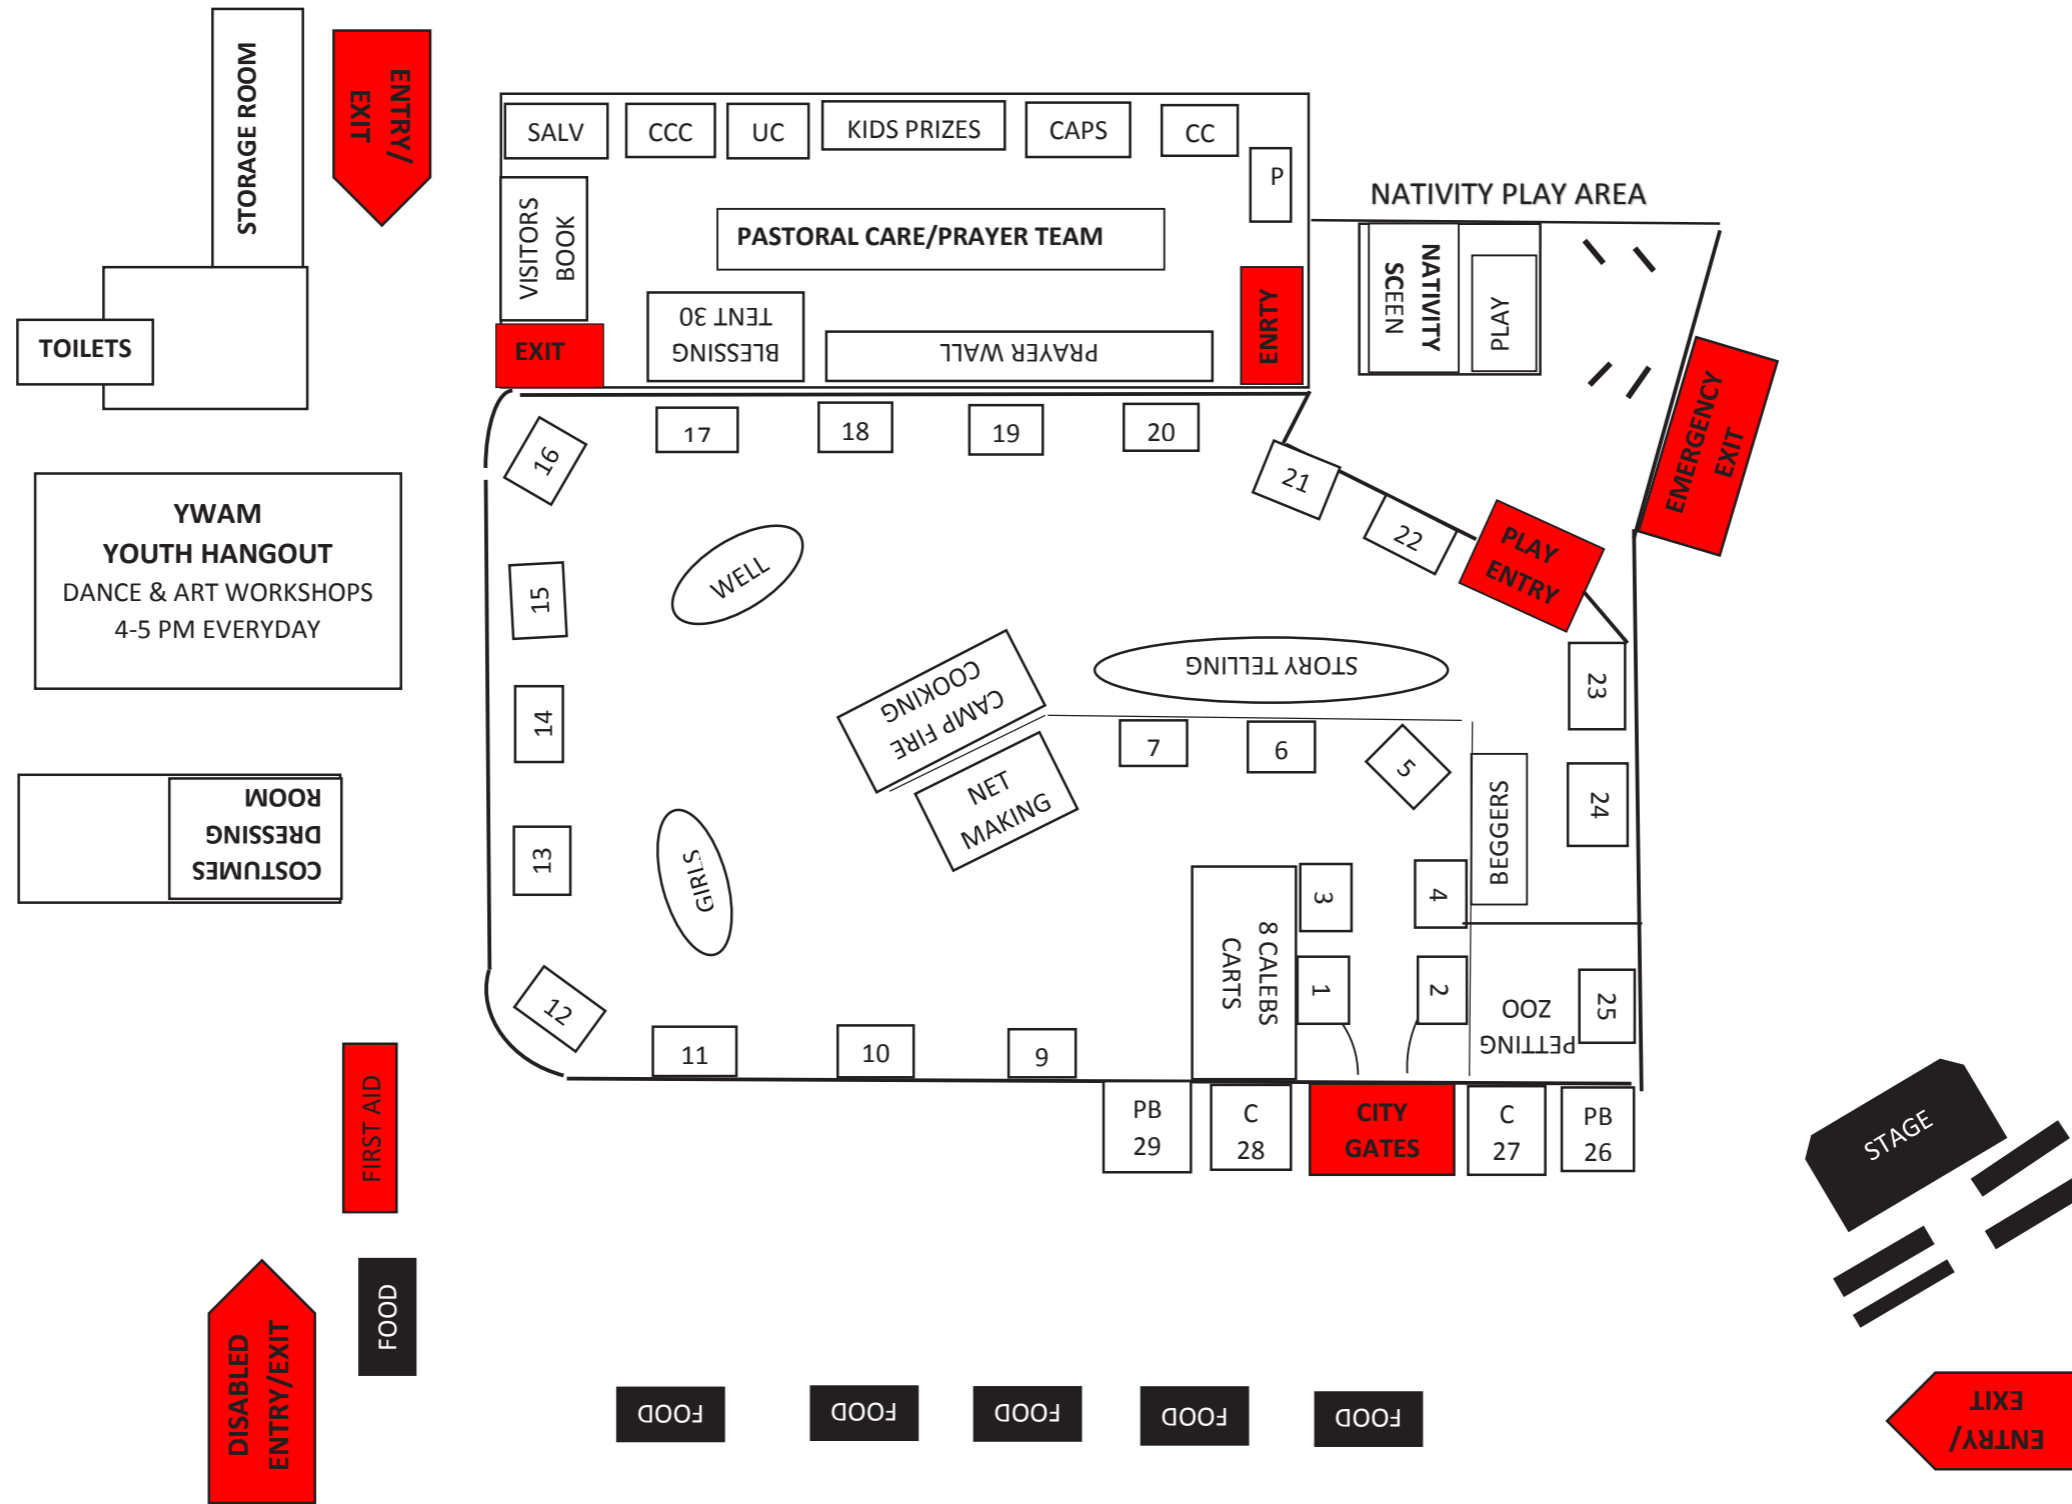 STORAGE ROOM
ENTRY/
EXIT
TOILETS
YWAM
YOUTH HANGOUT
DANCE & ART WORKSHOPS
4-5 PM EVERYDAY
COSTUMES
DRESSING
ROOM
FIRST AID
FOOD
DISABLED
ENTRY/EXIT
SALV
CCC
UC
KIDS PRIZES
CAPS
CC
P
VISITORS
BOOK
PASTORAL CARE/PRAYER TEAM
BLESSING
TENT 30
PRAYER WALL
EXIT
ENRTY
NATIVITY PLAY AREA
NATIVITY
SCEEN
PLAY
EMERGENCY
EXIT
PLAY
ENTRY
16
17
18
19
20
21
22
15
WELL
14
CAMP FIRE
COOKING
STORY TELLING
23
NET
MAKING
7
6
5
BEGGERS
24
13
GIRLS
8 CALEBS
CARTS
3
4
1
2
PETTING
ZOO
25
12
11
10
9
PB
29
C
28
CITY
GATES
C
27
PB
26
STAGE
FOOD
FOOD
FOOD
FOOD
FOOD
ENTRY/
EXIT